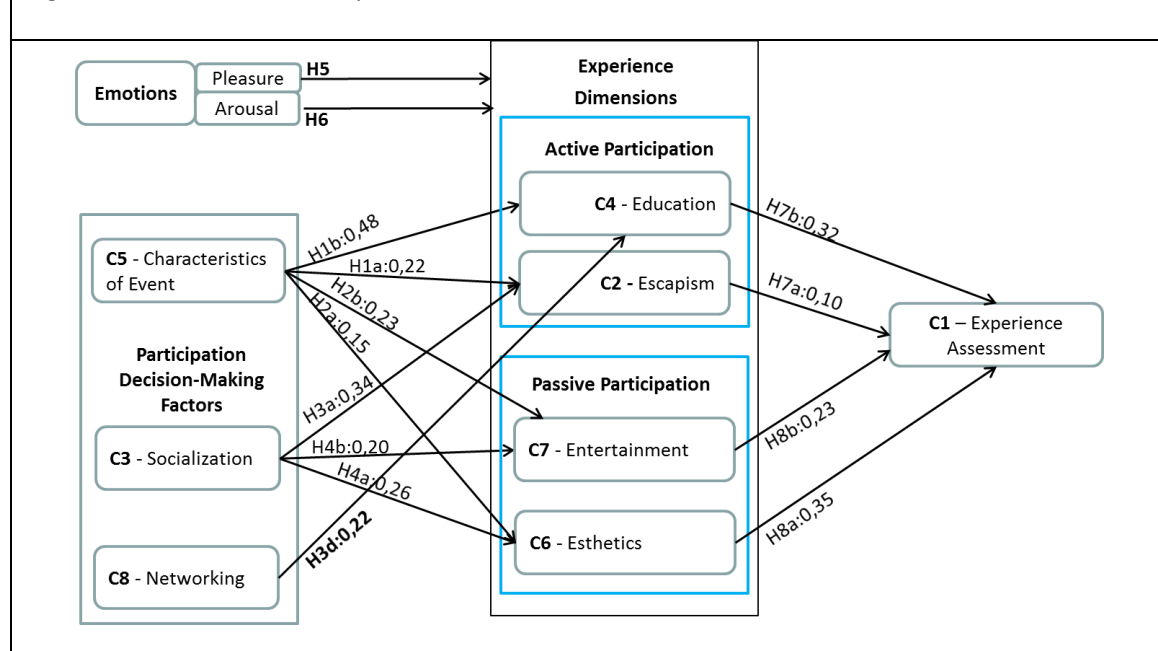 Emotions
Pleasure
Arousal
H5
H6
Experience
Dimensions
Active Participation
C4 - Education
C2 - Escapism
Passive Participation
C7 - Entertainment
C6 - Esthetics
C5 - Characteristics
of Event
Participation
Decision-Making
Factors
C3 - Socialization
C8 - Networking
H1b:0,48
H1a:0,22
H2b:0,23
H2a:0,15
H3a:0,34
H4b:0,20
H4a:0,26
H3d:0,22
H7b:0,32
H7a:0,10
H8b:0,23
H8a:0,35
C1 – Experience
Assessment